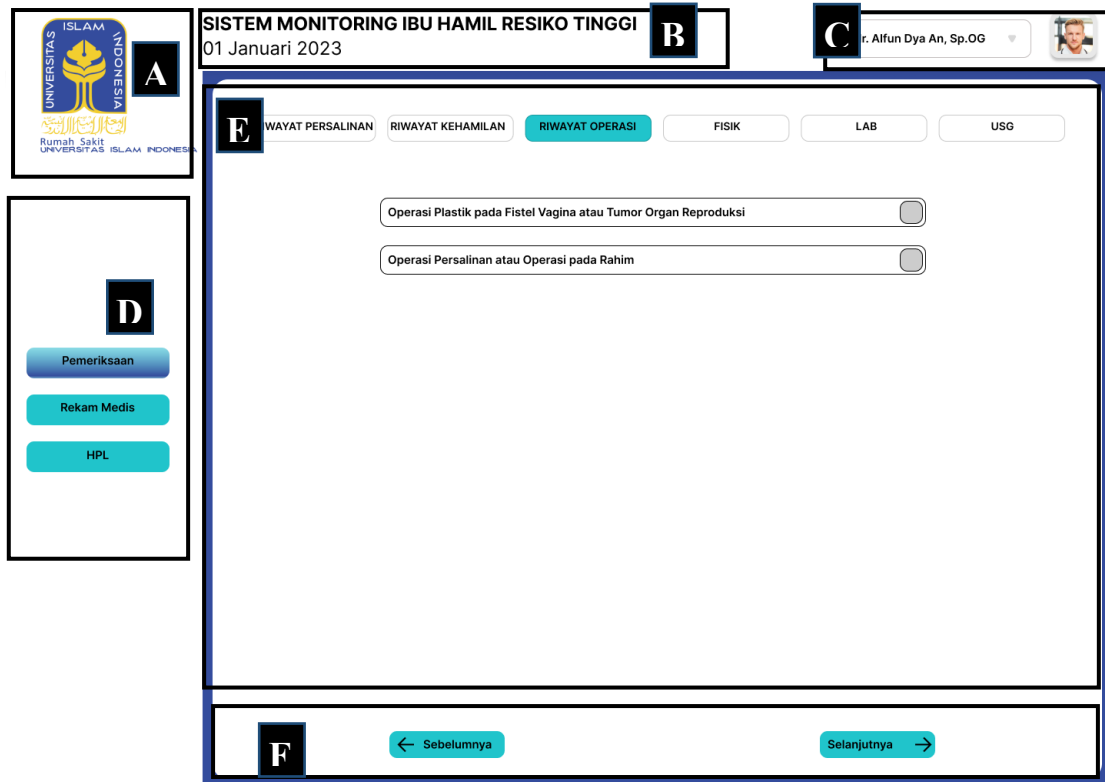 UNIVERSITAS ISLAM INDONESIA
A
Rumah Sakit
UNIVERSITAS ISLAM INDONESIA
SISTEM MONITORING IBU HAMIL RESIKO TINGGI
01 Januari 2023
B
C
r. Alfun Dya An, Sp.OG
D
Pemeriksaan
Rekam Medis
HPL
E
WAYAT PERSALINAN RIWAYAT KEHAMILAN RIWAYAT OPERASI FISIK LAB USG
Operasi Plastik pada Fistel Vagina atau Tumor Organ Reproduksi
Operasi Persalinan atau Operasi pada Rahim
F
Sebelumnya
Selanjutnya